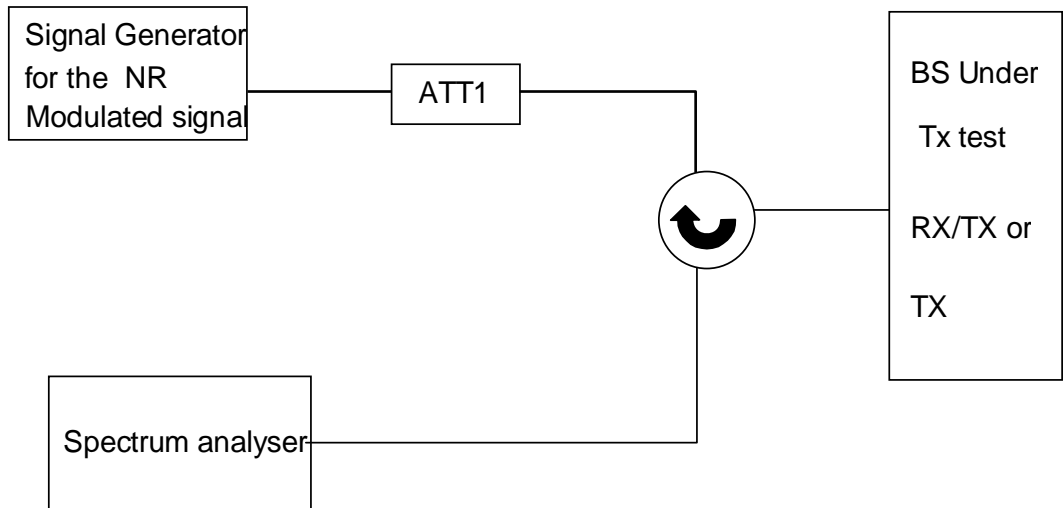 Signal Generator
for the NR
Modulated signal
ATT1
BS Under
Tx test
RX/TX or
TX
Spectrum analyser